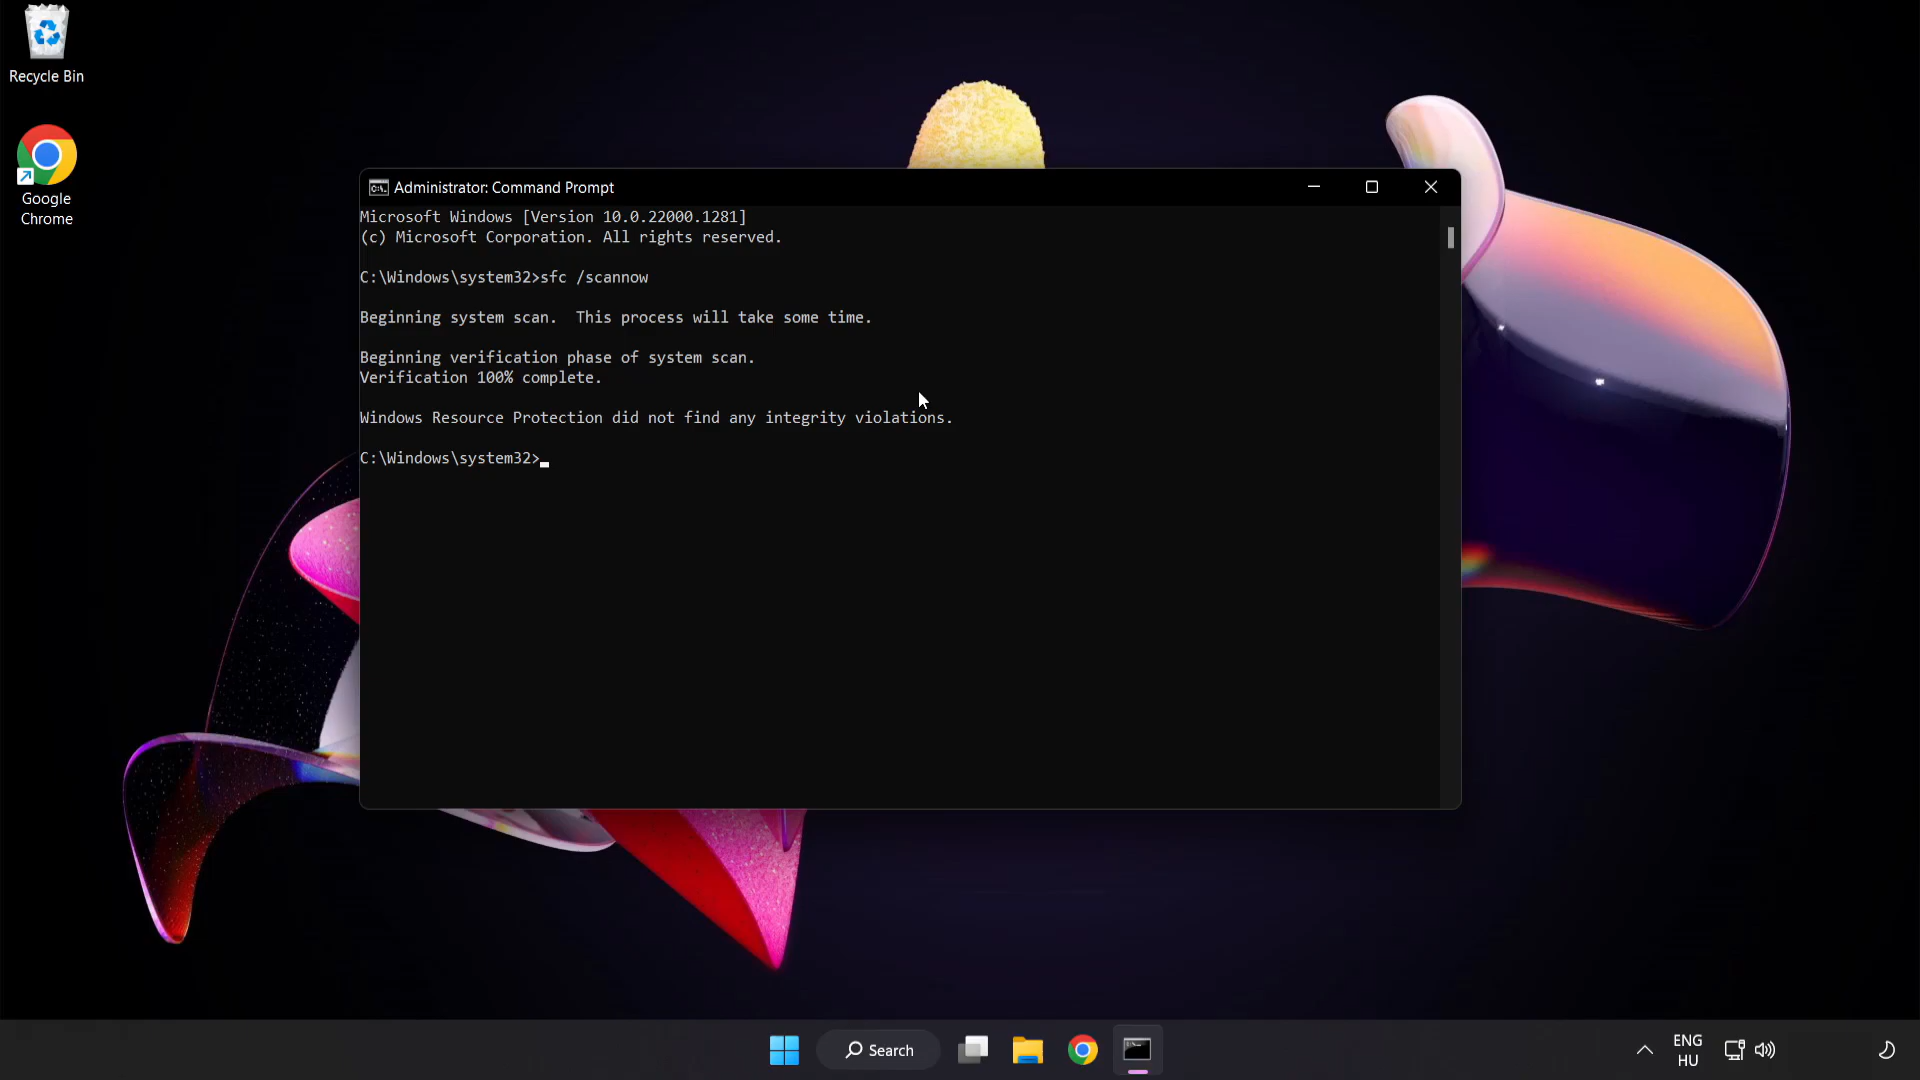 Recycle Bin
Google
Chrome
Administrator: Command Prompt
Microsoft Windows [Version 10.0.22000.1281]
(c) Microsoft Corporation. All rights reserved.
C:\Windows\system32>sfc /scannow
Beginning system scan.  This process will take some time.
Beginning verification phase of system scan.
Verification 100% complete.
Windows Resource Protection did not find any integrity violations.
C:\Windows\system32>
Search
ENG
HU